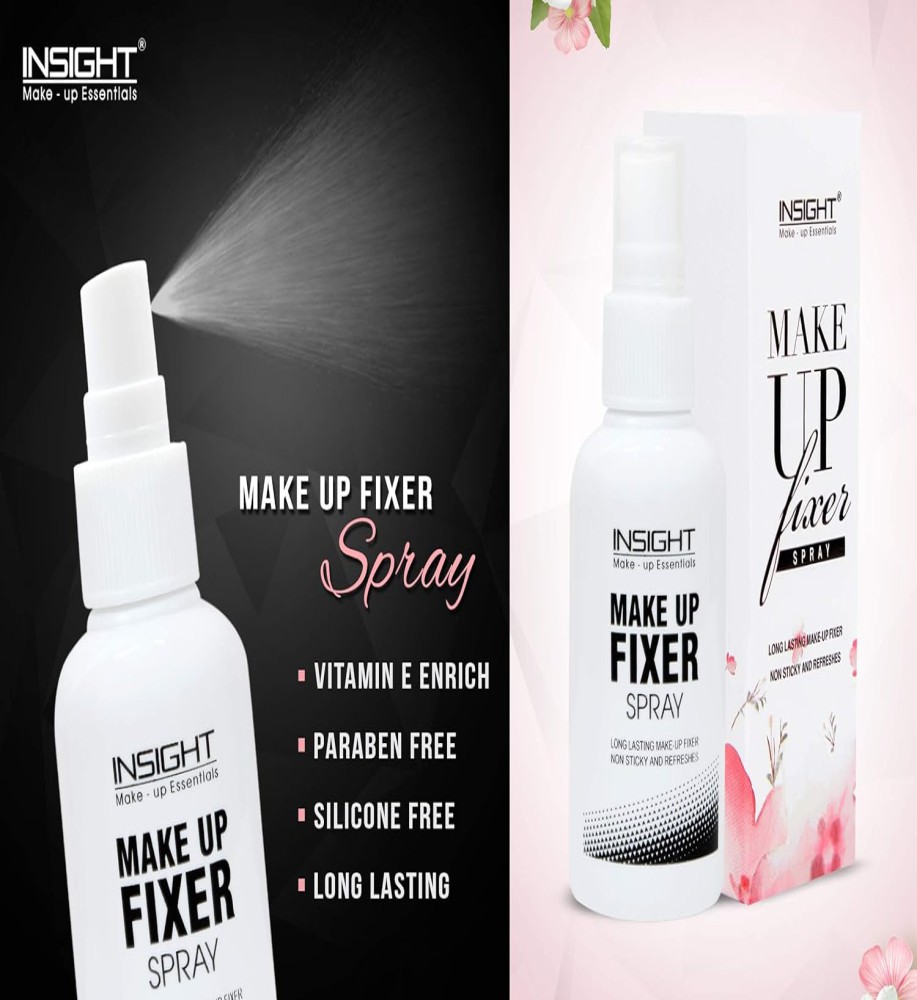 INSIGHT®
Make - up Essentials
MAKE UP FIXER
Spray
VITAMIN E ENRICH
PARABEN FREE
SILICONE FREE
LONG LASTING
INSIGHT
Make - up Essentials
MAKE UP
FIXER
SPRAY
INSIGHT®
Make - up Essentials
MAKE
UP
fixer
SPRAY
LONG LASTING MAKE-UP FIXER
NON STICKY AND REFRESHES
INSIGHT
Make - up Essentials
MAKE UP
FIXER
SPRAY
LONG LASTING MAKE-UP FIXER
NON STICKY AND REFRESHES